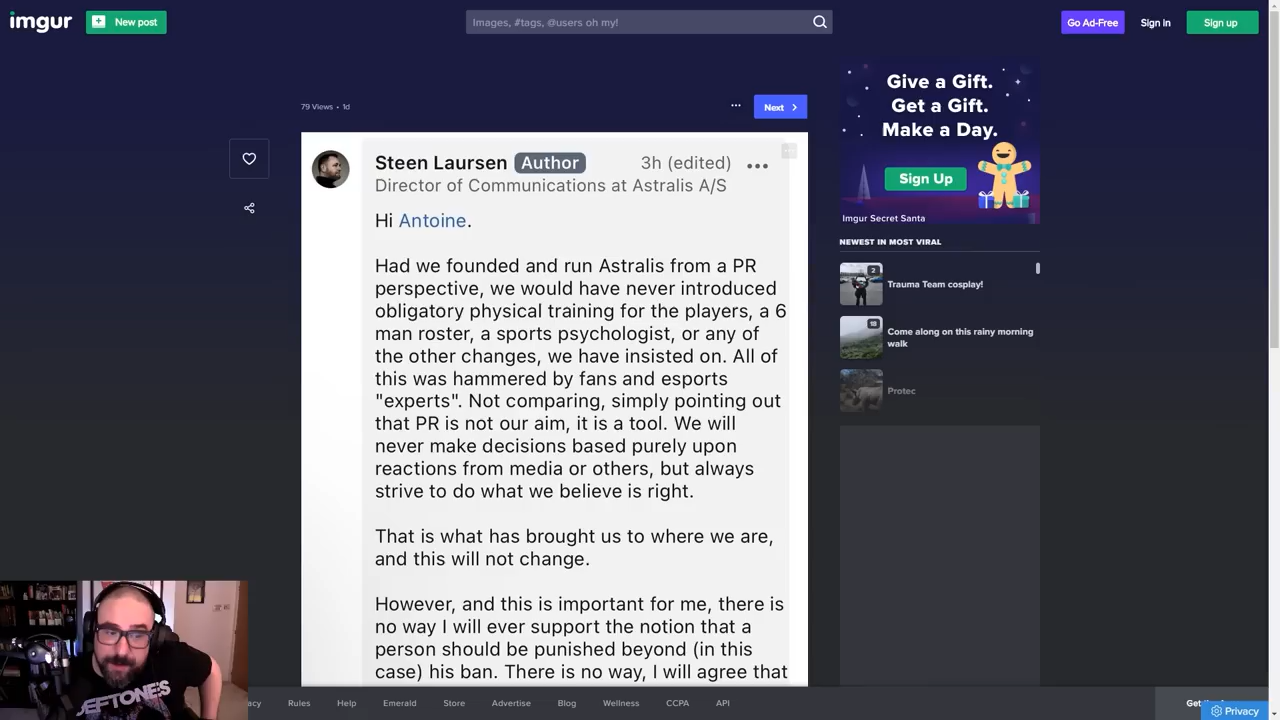 imgur
New post
Images, #tags, @users oh my!
Go Ad-Free
Sign in
Sign up
79 Views • 1d
Next
Steen Laursen Author 3h (edited)
Director of Communications at Astralis A/S
Hi Antoine.
Had we founded and run Astralis from a PR
perspective, we would have never introduced
obligatory physical training for the players, a 6
man roster, a sports psychologist, or any of
the other changes, we have insisted on. All of
this was hammered by fans and esports
"experts". Not comparing, simply pointing out
that PR is not our aim, it is a tool. We will
never make decisions based purely upon
reactions from media or others, but always
strive to do what we believe is right.
That is what has brought us to where we are,
and this will not change.
However, and this is important for me, there is
no way I will ever support the notion that a
person should be punished beyond (in this
case) his ban. There is no way, I will agree that
Give a Gift.
Get a Gift.
Make a Day.
Sign Up
Imgur Secret Santa
NEWEST IN MOST VIRAL
2
Trauma Team cosplay!
18
Come along on this rainy morning
walk
Protec
DEFTONES
acy
Rules
Help
Emerald
Store
Advertise
Blog
Wellness
CCPA
API
Get
Privacy